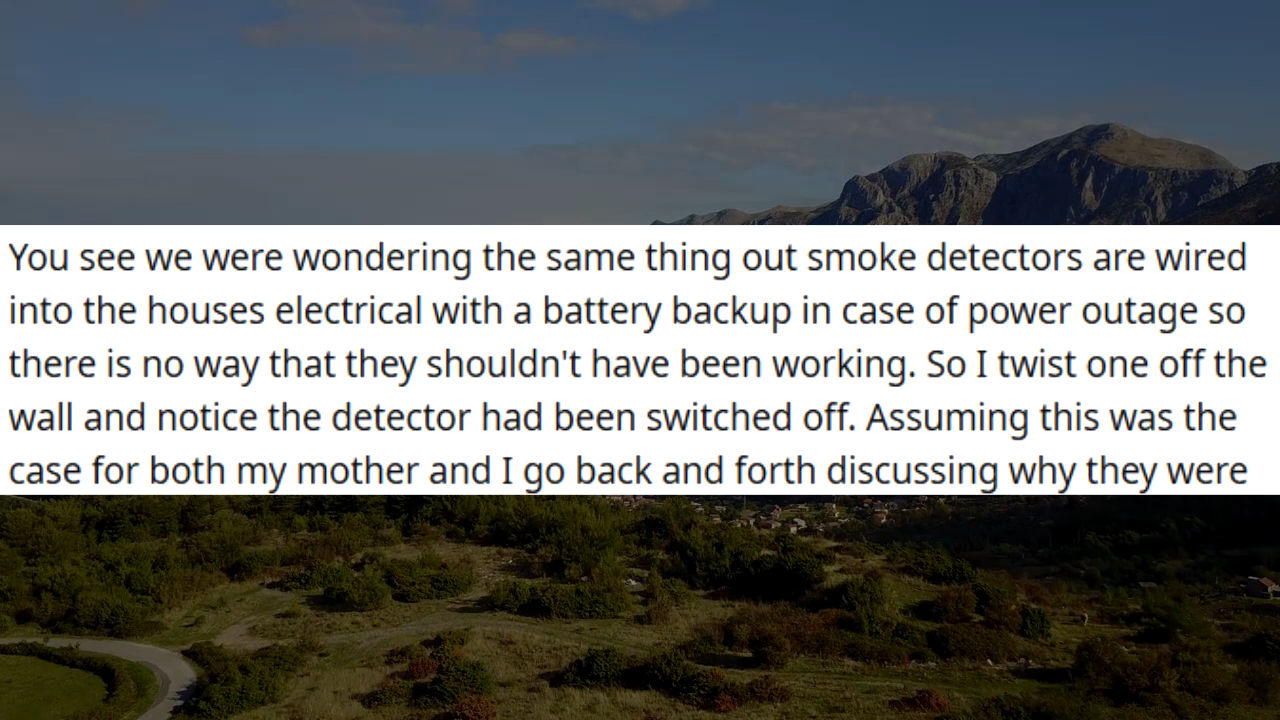 You see we were wondering the same thing out smoke detectors are wired
into the houses electrical with a battery backup in case of power outage so
there is no way that they shouldn't have been working. So I twist one off the
wall and notice the detector had been switched off. Assuming this was the
case for both my mother and I go back and forth discussing why they were